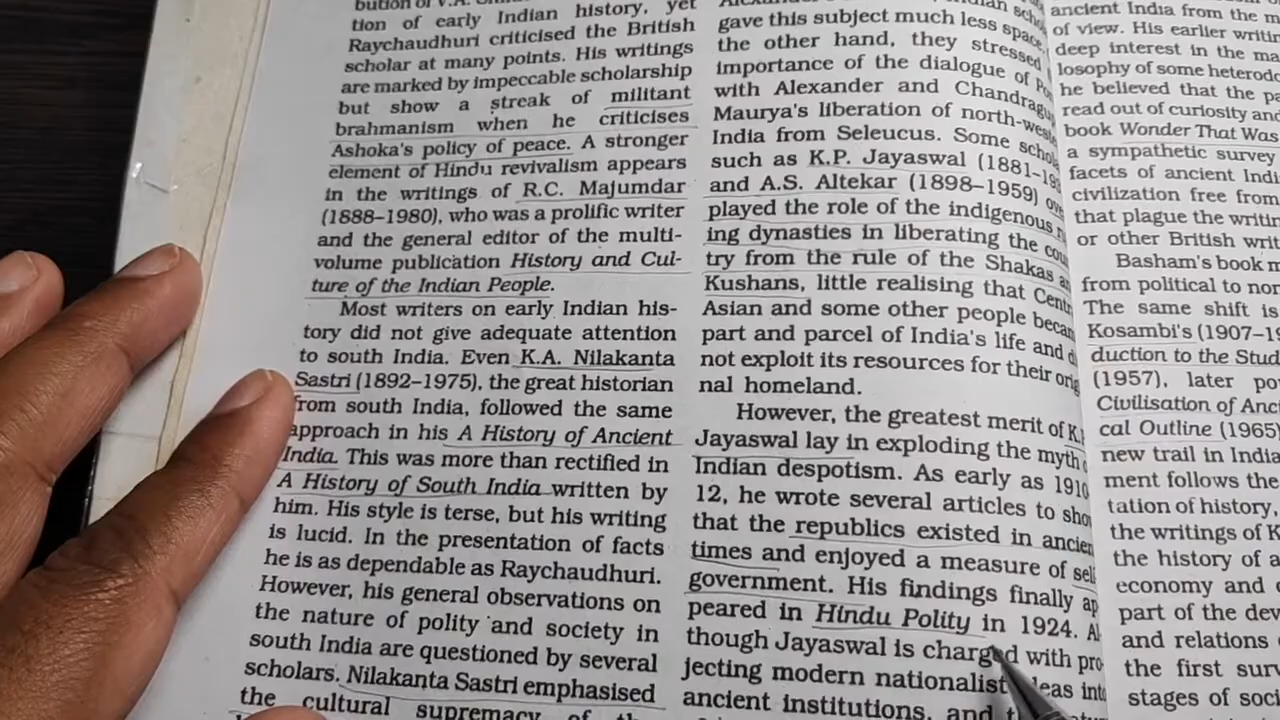 bution of V.A.
tion of early Indian history, yet
Raychaudhuri criticised the British
scholar at many points. His writings
are marked by impeccable scholarship
but show a streak of militant
brahmanism when he criticises
Ashoka's policy of peace. A stronger
element of Hindu revivalism appears
in the writings of R.C. Majumdar
(1888–1980), who was a prolific writer
and the general editor of the multi-
volume publication History and Cul-
ture of the Indian People.
Most writers on early Indian his-
tory did not give adequate attention
to south India. Even K.A. Nilakanta
Sastri (1892–1975), the great historian
from south India, followed the same
approach in his A History of Ancient
India. This was more than rectified in
A History of South India written by
him. His style is terse, but his writing
is lucid. In the presentation of facts
he is as dependable as Raychaudhuri.
However, his general observations on
the nature of polity and society in
south India are questioned by several
scholars. Nilakanta Sastri emphasised
the cultural supremacy of
gave this subject much less space
the other hand, they stressed
importance of the dialogue of
with Alexander and
Maurya's liberation of
India from Seleucus. Some
such as K.P. Jayaswal (1881–
and A.S. Altekar (1898–1959)
played the role of the indigenous
ing dynasties in liberating the
try from the rule of the Shakas
Kushans, little realising that
Asian and some other people
part and parcel of India's life and
not exploit its resources for their
nal homeland.
However, the greatest merit of
Jayaswal lay in exploding the myth
Indian despotism. As early as 1910
12, he wrote several articles to
that the republics existed in
times and enjoyed a measure of
government. His findings finally ap
peared in Hindu Polity in 1924.
though Jayaswal is charged with pro
jecting modern nationalist ideas
ancient institutions, and
ancient India from the
of view. His earlier
deep interest in the
losophy of some
he believed that the
read out of curiosity
book Wonder That Was
a sympathetic survey
facets of ancient
civilization free from
that plague the
or other British
Basham's book
from political to
The same shift is
Kosambi's (1907–
duction to the
(1957), later
Civilisation of
cal Outline (1965)
new trail in
ment follows the
tation of history,
the writings of
the history of
economy and
part of the
and relations
the first
stages of